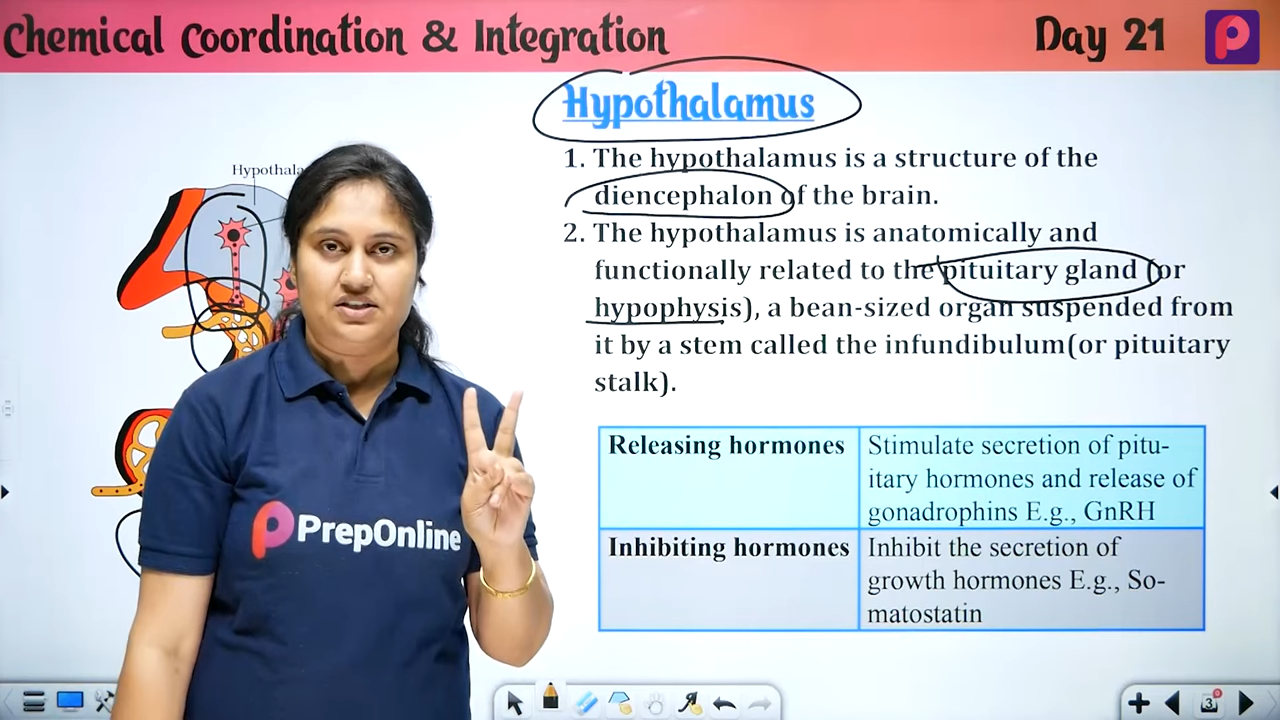 Chemical Coordination & Integration
Day 21
Hypothalamus
Hypothala
1. The hypothalamus is a structure of the
diencephalon of the brain.
2. The hypothalamus is anatomically and
functionally related to the pituitary gland (or
hypophysis), a bean-sized organ suspended from
it by a stem called the infundibulum(or pituitary
stalk).
Releasing hormones
Stimulate secretion of pitu-
itary hormones and release of
gonadrophins E.g., GnRH
Inhibiting hormones
Inhibit the secretion of
growth hormones E.g., So-
matostatin
PrepOnline
3